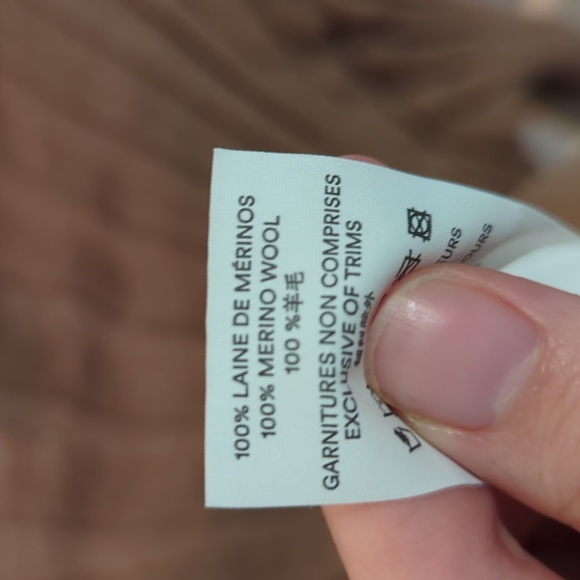 100% LAINE DE MÉRINOS
100% MERINO WOOL
100 %羊毛
GARNITURES NON COMPRISES
EXCLUSIVE OF TRIMS